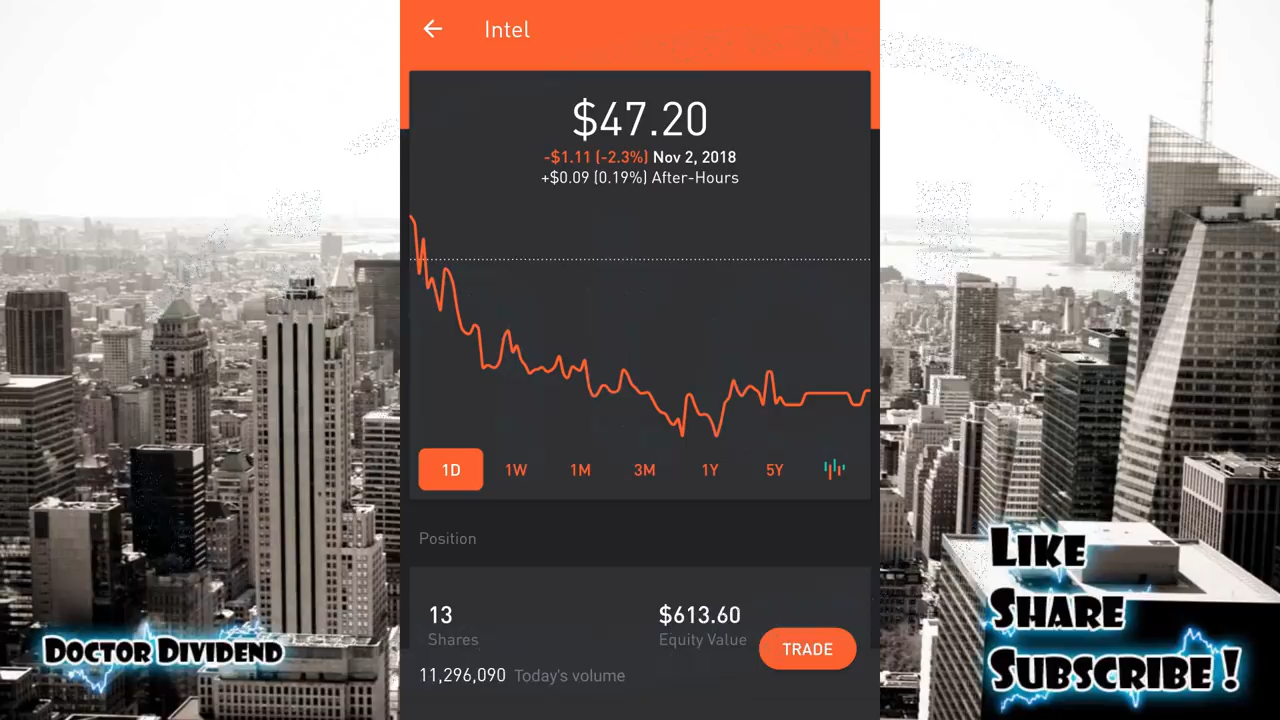 Intel
$47.20
-$1.11 (-2.3%) Nov 2, 2018
+$0.09 (0.19%) After-Hours
1D 1W 1M 3M 1Y 5Y
Position
13 $613.60
Shares Equity Value
TRADE
11,296,090 Today's volume
DOCTOR DIVIDEND
LIKE
SHARE
SUBSCRIBE !